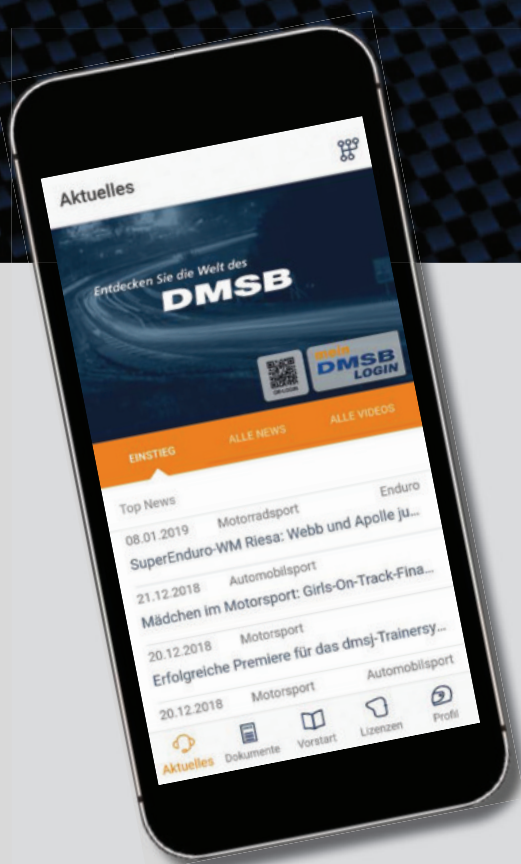 Aktuelles
Entdecken Sie die Welt des
DMSB
mein
DMSB
LOGIN
QR-LOGIN
EINSTIEG ALLE NEWS ALLE VIDEOS
Top News
08.01.2019 Motorradsport Enduro
SuperEnduro-WM Riesa: Webb und Apolle ju...
21.12.2018 Automobilsport
Mädchen im Motorsport: Girls-On-Track-Fina...
20.12.2018 Motorsport
Erfolgreiche Premiere für das dmsj-Trainersy...
20.12.2018 Motorsport Automobilsport
Aktuelles Dokumente Vorstart Lizenzen Profil